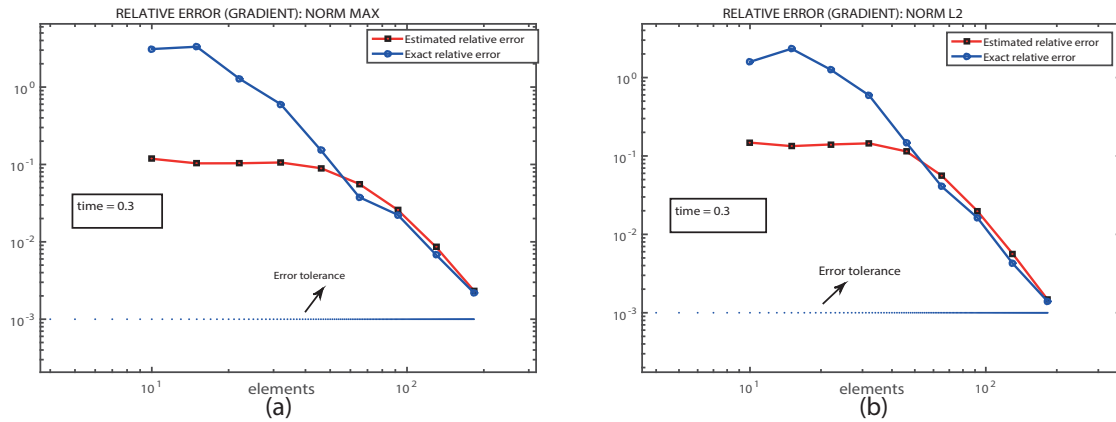 RELATIVE ERROR (GRADIENT): NORM MAX
Estimated relative error
Exact relative error
10^0
10^-1
time = 0.3
10^-2
Error tolerance
10^-3
10^1
elements
10^2
(a)
RELATIVE ERROR (GRADIENT): NORM L2
Estimated relative error
Exact relative error
10^0
10^-1
time = 0.3
10^-2
Error tolerance
10^-3
10^1
elements
10^2
(b)